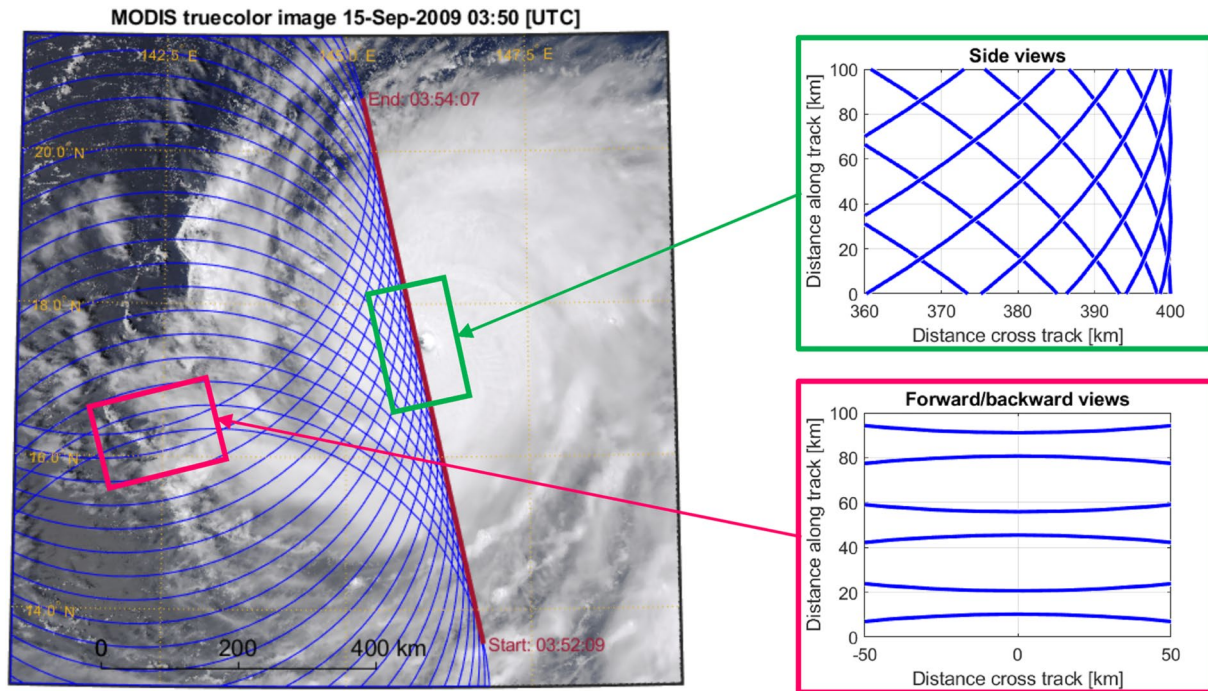 MODIS truecolor image 15-Sep-2009 03:50 [UTC]
142.5 E
147.5 E
End: 03:54:07
20.0 N
18.0 N
16.0 N
14.0 N
Start: 03:52:09
0 200 400 km
Side views
Distance along track [km]
100
80
60
40
20
0
360 370 380 390 400
Distance cross track [km]
Forward/backward views
Distance along track [km]
100
80
60
40
20
0
-50 0 50
Distance cross track [km]